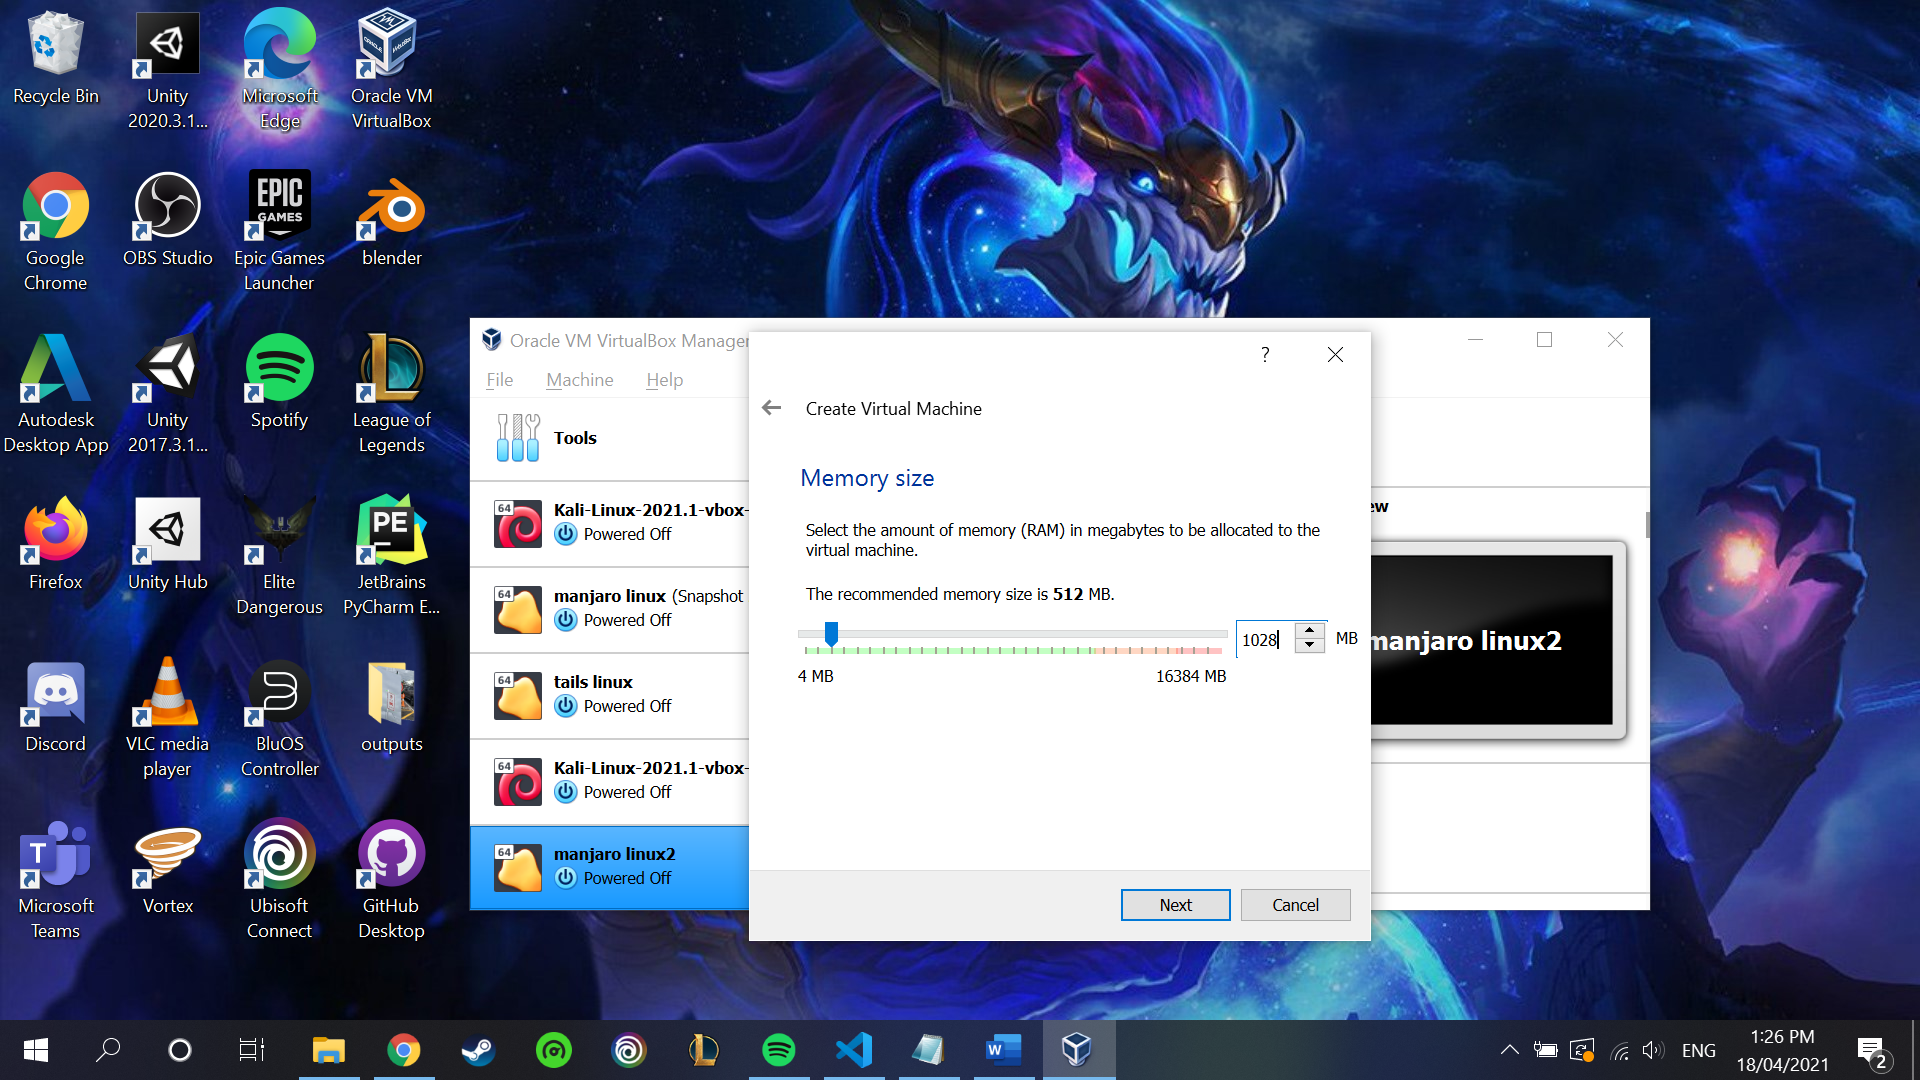 Recycle Bin
Unity
2020.3.1...
Microsoft
Edge
Oracle VM
VirtualBox
Google
Chrome
OBS Studio
EPIC
GAMES
Epic Games
Launcher
blender
Autodesk
Desktop App
Unity
2017.3.1...
Spotify
League of
Legends
Firefox
Unity Hub
Elite
Dangerous
PE
JetBrains
PyCharm E...
Discord
VLC media
player
BluOS
Controller
outputs
T
Microsoft
Teams
Vortex
Ubisoft
Connect
GitHub
Desktop
Oracle VM VirtualBox Manager
File Machine Help
Tools
64
Kali-Linux-2021.1-vbox-
Powered Off
64
manjaro linux (Snapshot
Powered Off
64
tails linux
Powered Off
64
Kali-Linux-2021.1-vbox-
Powered Off
64
manjaro linux2
Powered Off
?
Create Virtual Machine
Memory size
Select the amount of memory (RAM) in megabytes to be allocated to the
virtual machine.
The recommended memory size is 512 MB.
1028 MB
4 MB 16384 MB
Next Cancel
ew
manjaro linux2
W
ENG
1:26 PM
18/04/2021
2